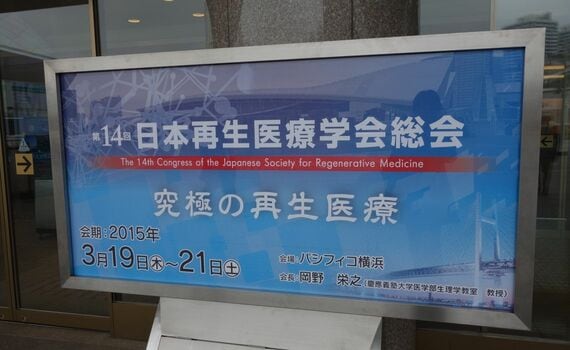 第14回 日本再生医療学会総会
The 14th Congress of the Japanese Society for Regenerative Medicine
究極の再生医療
会期：2015年
3月19日㊍～21日㊏
会場：パシフィコ横浜
会長：岡野 栄之(慶應義塾大学医学部生理学教室 教授)